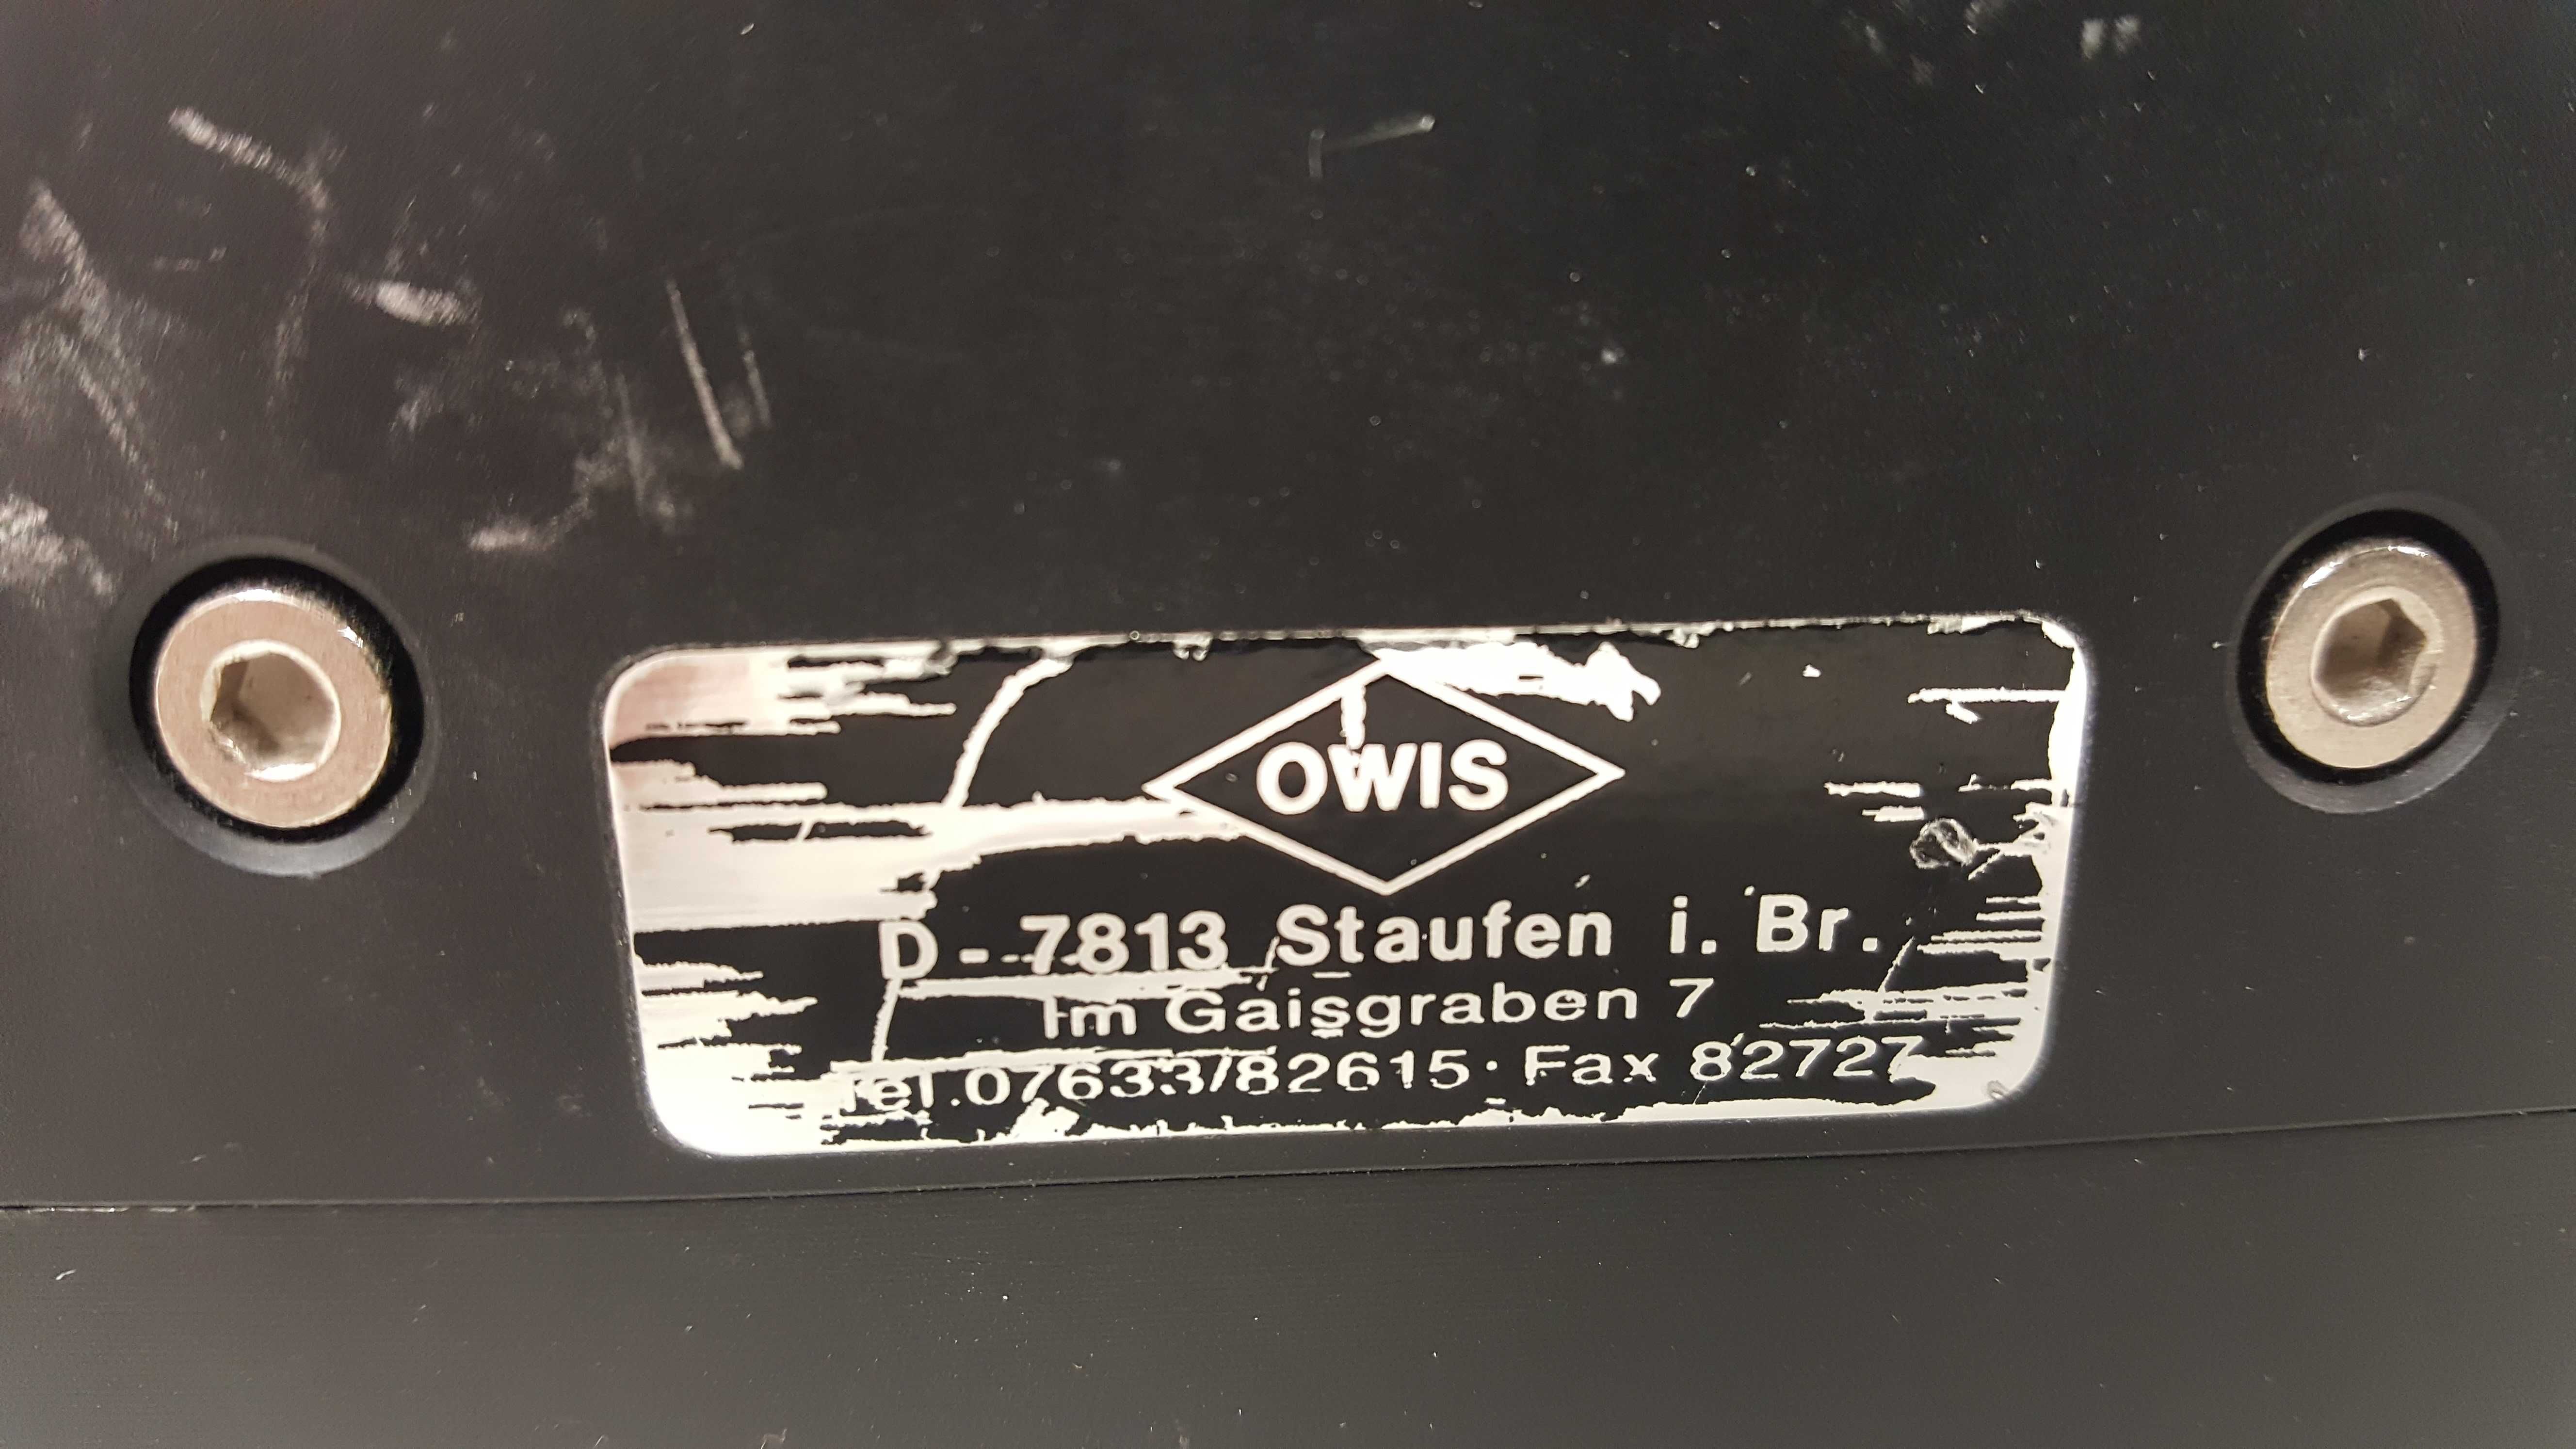 OWIS
D - 7813 Staufen i. Br.
Im Gaisgraben 7
Tel.07633/82615 · Fax 82727